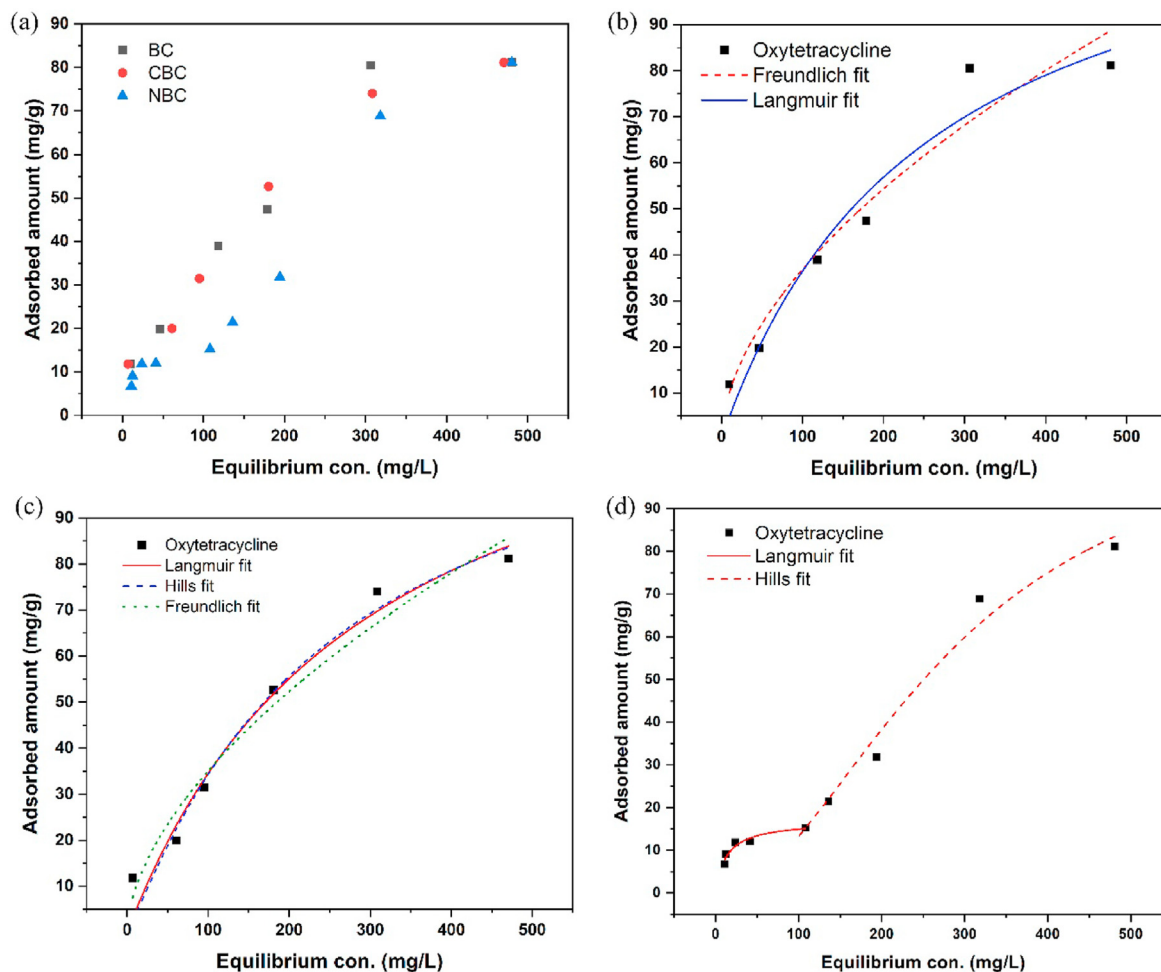 (a)
90
80
70
60
50
40
30
20
10
0
Adsorbed amount (mg/g)
BC
CBC
NBC
0 100 200 300 400 500
Equilibrium con. (mg/L)
(b)
90
80
70
60
50
40
30
20
10
Adsorbed amount (mg/g)
Oxytetracycline
Freundlich fit
Langmuir fit
0 100 200 300 400 500
Equilibrium con. (mg/L)
(c)
90
80
70
60
50
40
30
20
10
Adsorbed amount (mg/g)
Oxytetracycline
Langmuir fit
Hills fit
Freundlich fit
0 100 200 300 400 500
Equilibrium con. (mg/L)
(d)
90
80
70
60
50
40
30
20
10
0
Adsorbed amount (mg/g)
Oxytetracycline
Langmuir fit
Hills fit
0 100 200 300 400 500
Equilibrium con. (mg/L)